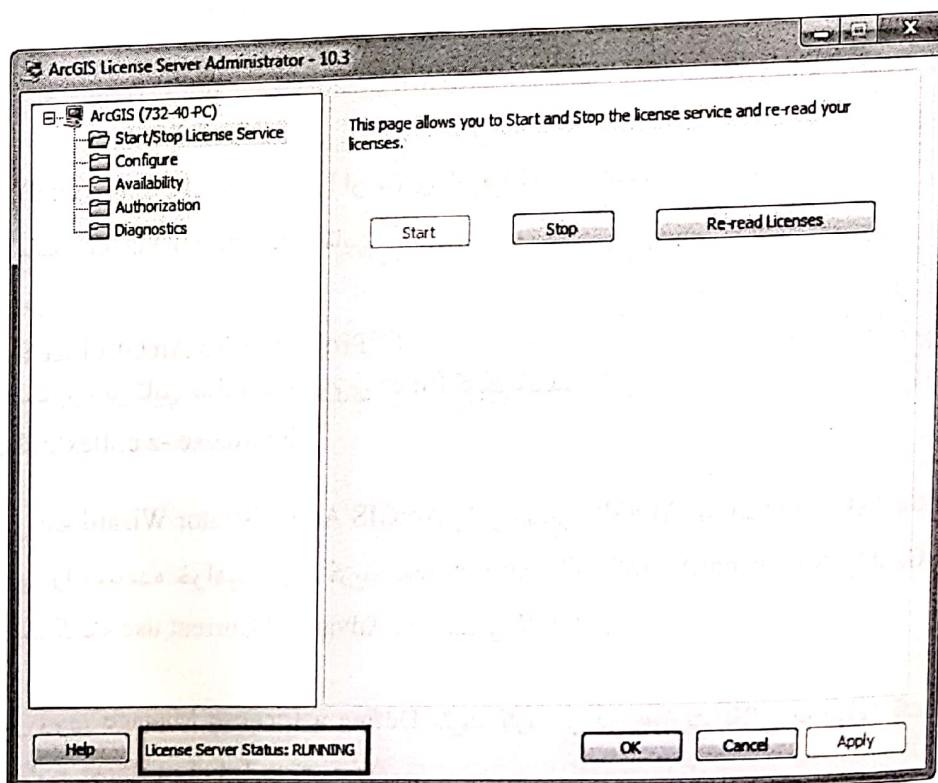 ArcGIS License Server Administrator - 10.3
ArcGIS (732-40-PC)
Start/Stop License Service
Configure
Availability
Authorization
Diagnostics
This page allows you to Start and Stop the license service and re-read your
licenses.
Start
Stop
Re-read Licenses
Help
License Server Status: RUNNING
OK
Cancel
Apply